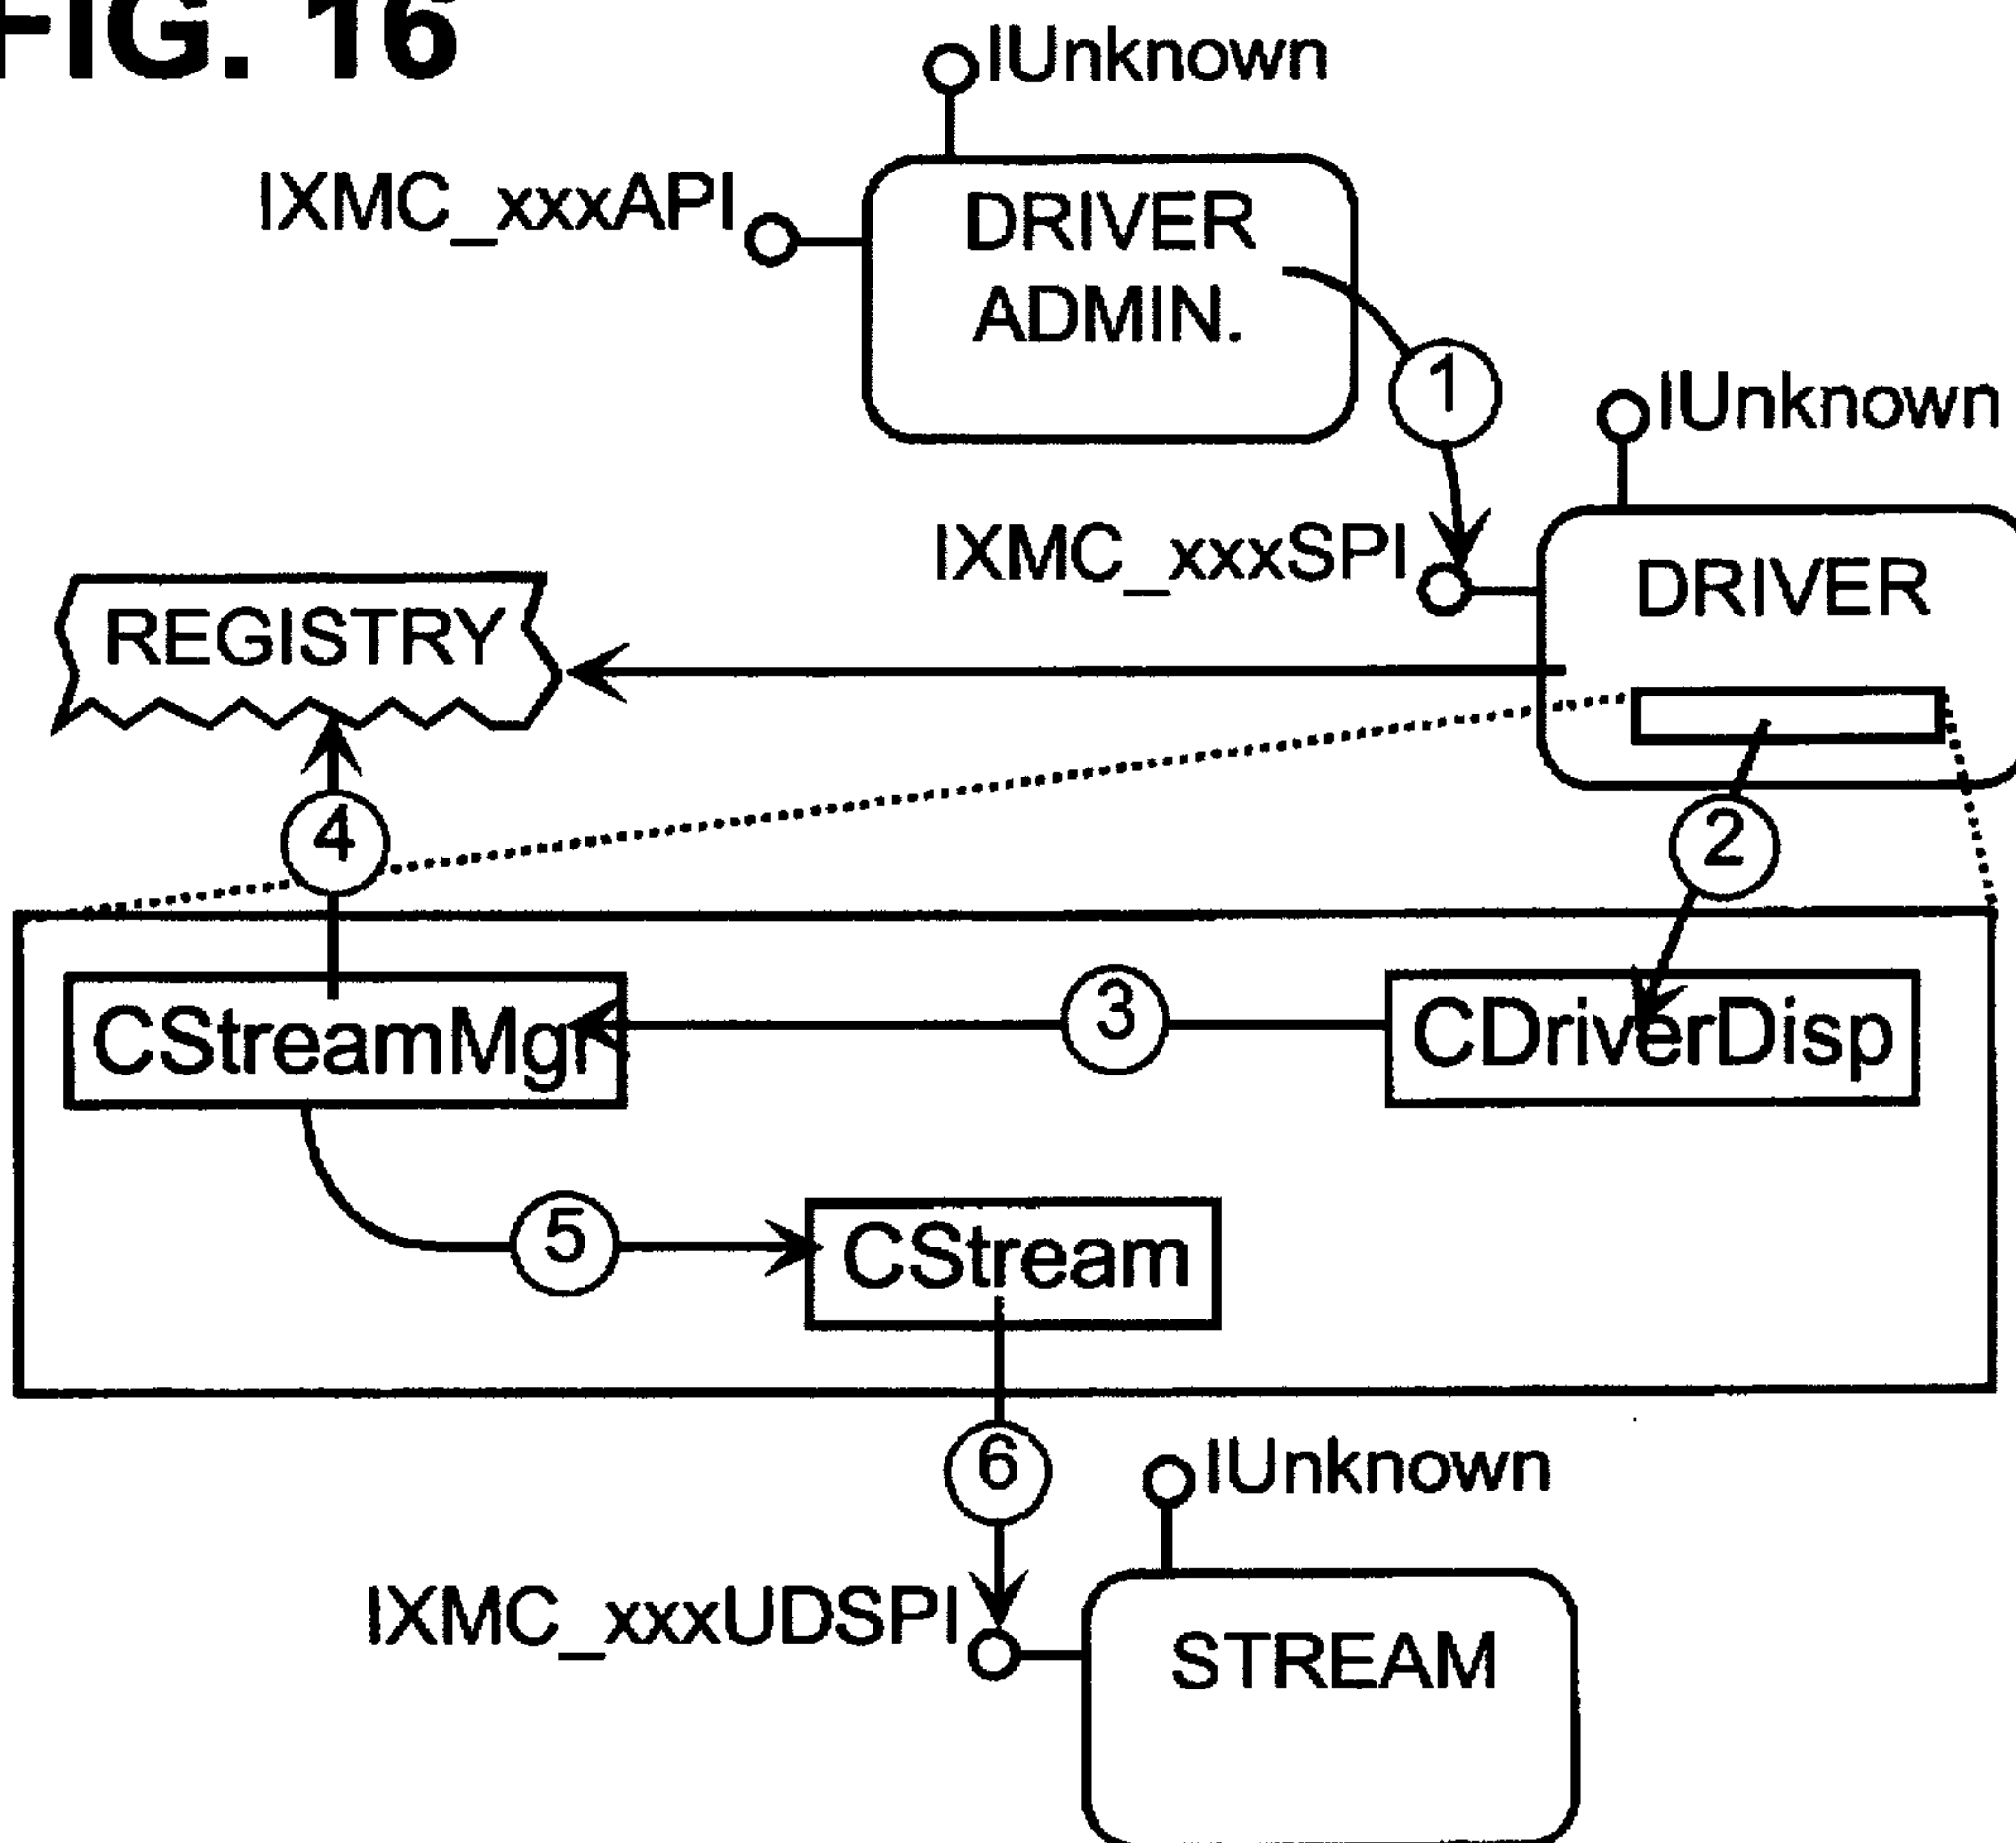 FIG. 16
IUnknown
IXMC_xxxAPI
DRIVER
ADMIN.
1
IUnknown
IXMC_xxxSPI
DRIVER
REGISTRY
4
2
CStreamMgr
3
CDriverDisp
5
CStream
6
IUnknown
IXMC_xxxUDSPI
STREAM